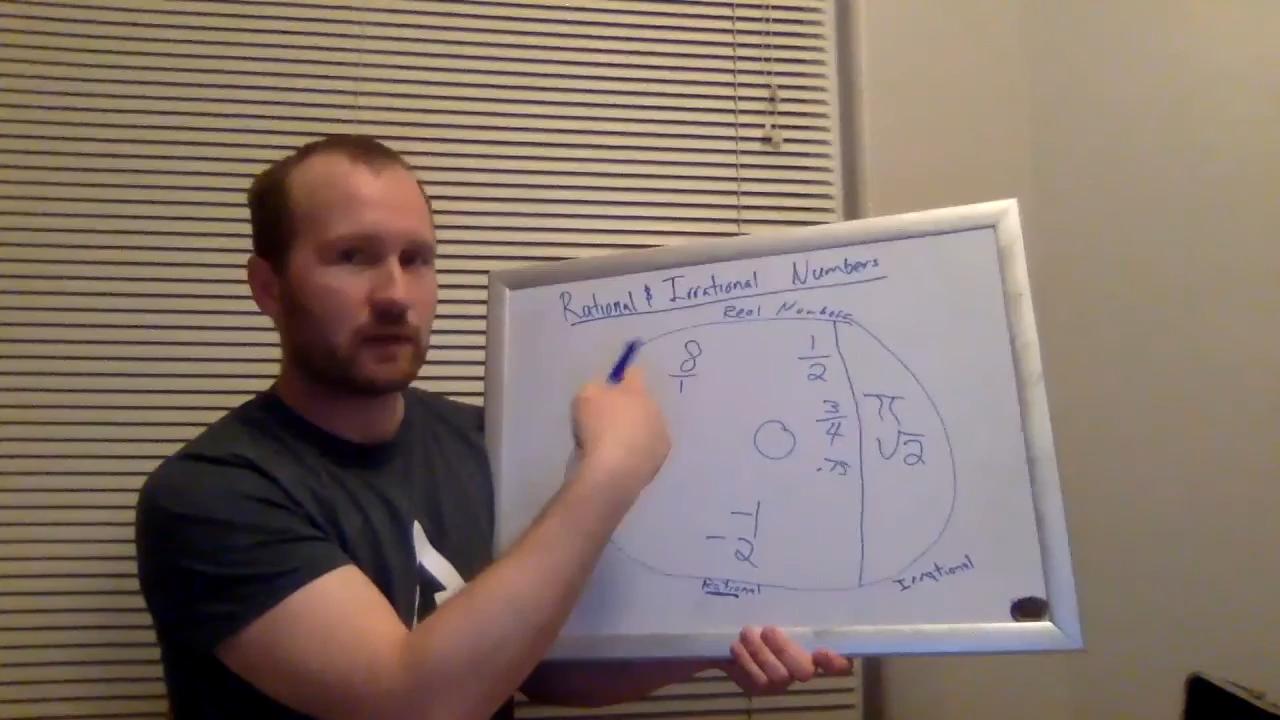 Rational & Irrational Numbers
Real Numbers
8
1
1
2
3
4
.75
0
π
√2
-1
2
Rational
Irrational